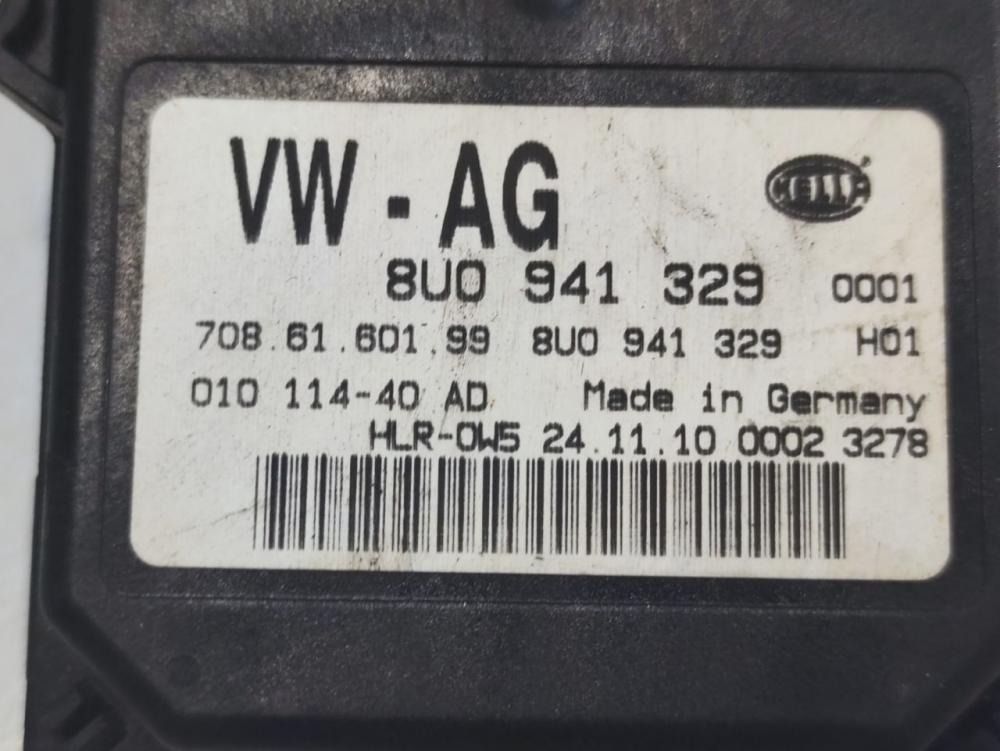 VW - AG
HELLA
8U0 941 329 0001
708.61.601.99 8U0 941 329 H01
010 114-40 AD Made in Germany
HLR-0W5 24.11.10 0002 3278